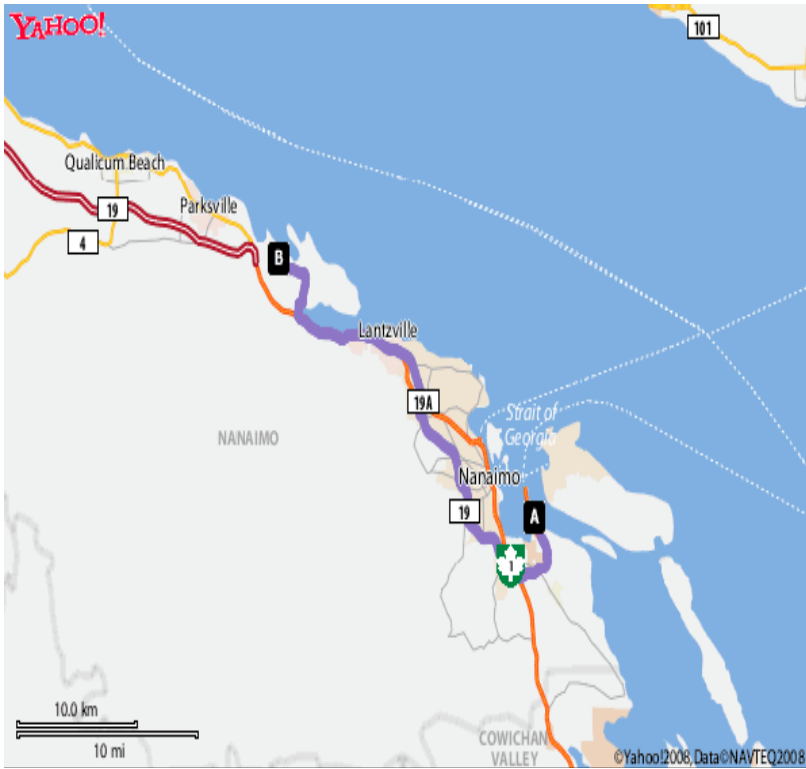 YAHOO!
101
Qualicum Beach
19
Parksville
4
B
Lantzville
19A
Strait of
Georgia
NANAIMO
Nanaimo
19
A
1
10.0 km
10 mi
COWICHAN
VALLEY
©Yahoo!2008, Data©NAVTEQ2008